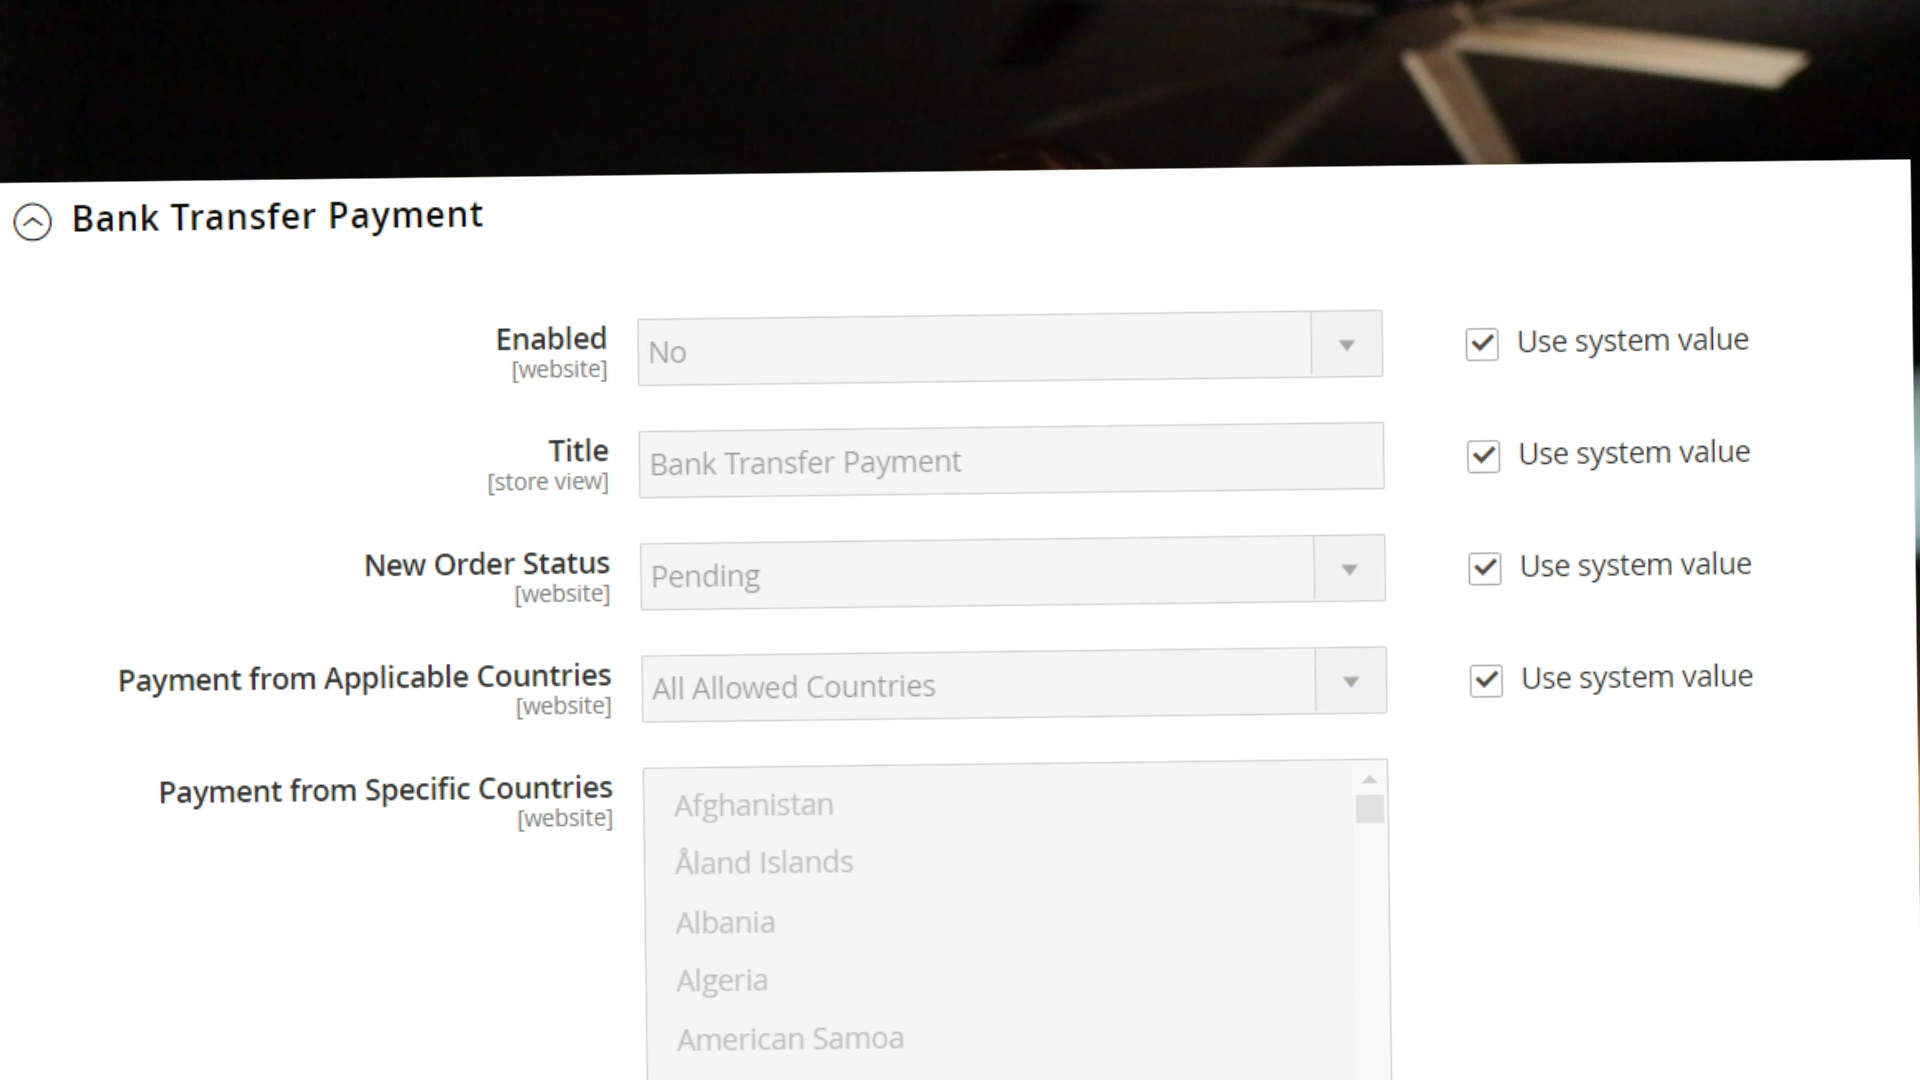 Bank Transfer Payment
Enabled
[website]
No
Use system value
Title
[store view]
Bank Transfer Payment
Use system value
New Order Status
[website]
Pending
Use system value
Payment from Applicable Countries
[website]
All Allowed Countries
Use system value
Payment from Specific Countries
[website]
Afghanistan
Åland Islands
Albania
Algeria
American Samoa